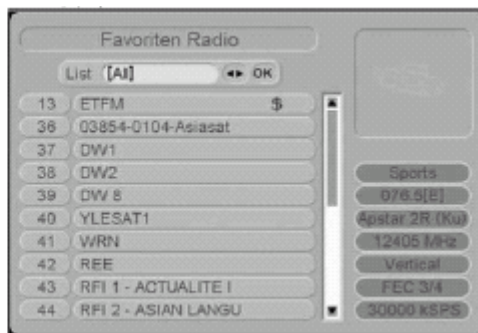 Favoriten Radio
List [All] OK
13 ETFM $
36 03854-0104-Asiasat
37 DW1
38 DW2
39 DW 8
40 YLESAT1
41 WRN
42 REE
43 RFI 1 - ACTUALITE I
44 RFI 2 - ASIAN LANGU
Sports
076.5[E]
Apstar 2R (Ku)
12405 MHz
Vertical
FEC 3/4
30000 KSPS